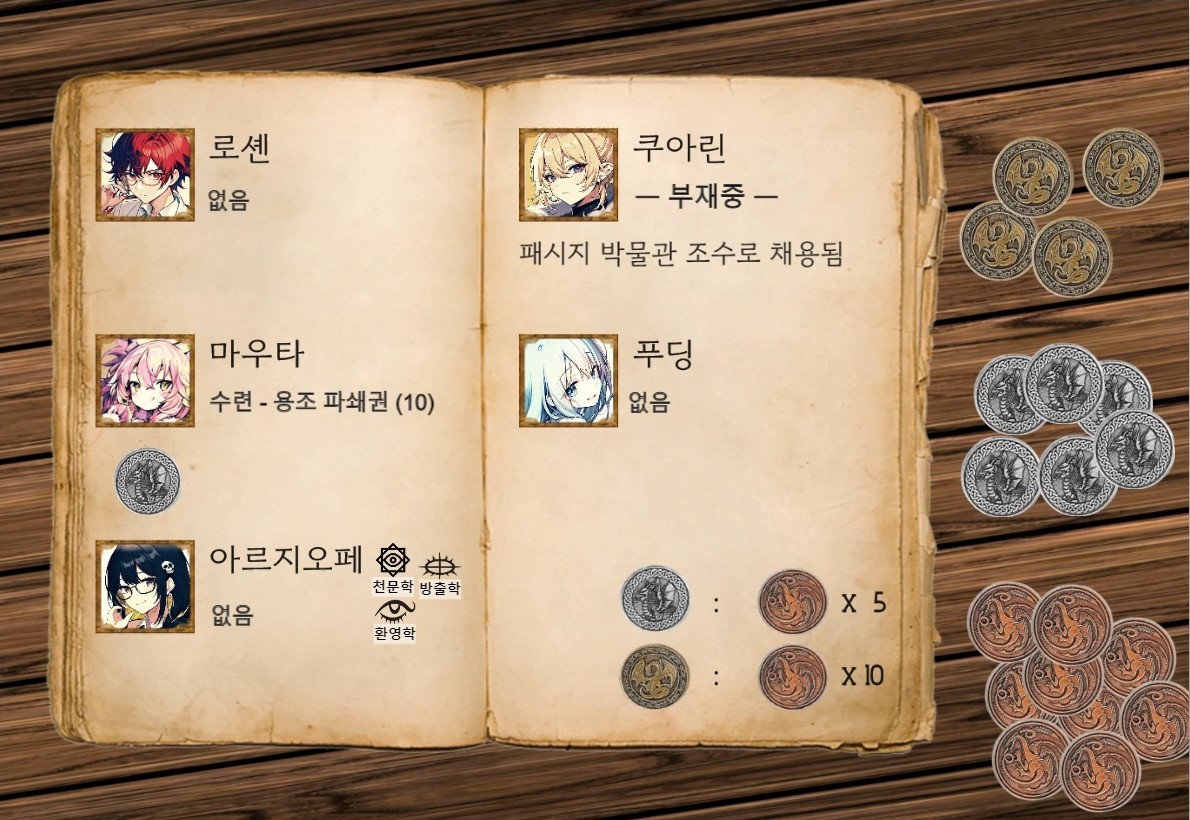 로셴
없음
마우타
수련 - 용조 파쇄권 (10)
아르지오페
천문학 방출학
환영학
없음
쿠아린
— 부재중 —
패시지 박물관 조수로 채용됨
푸딩
없음
: X 5
: X 10